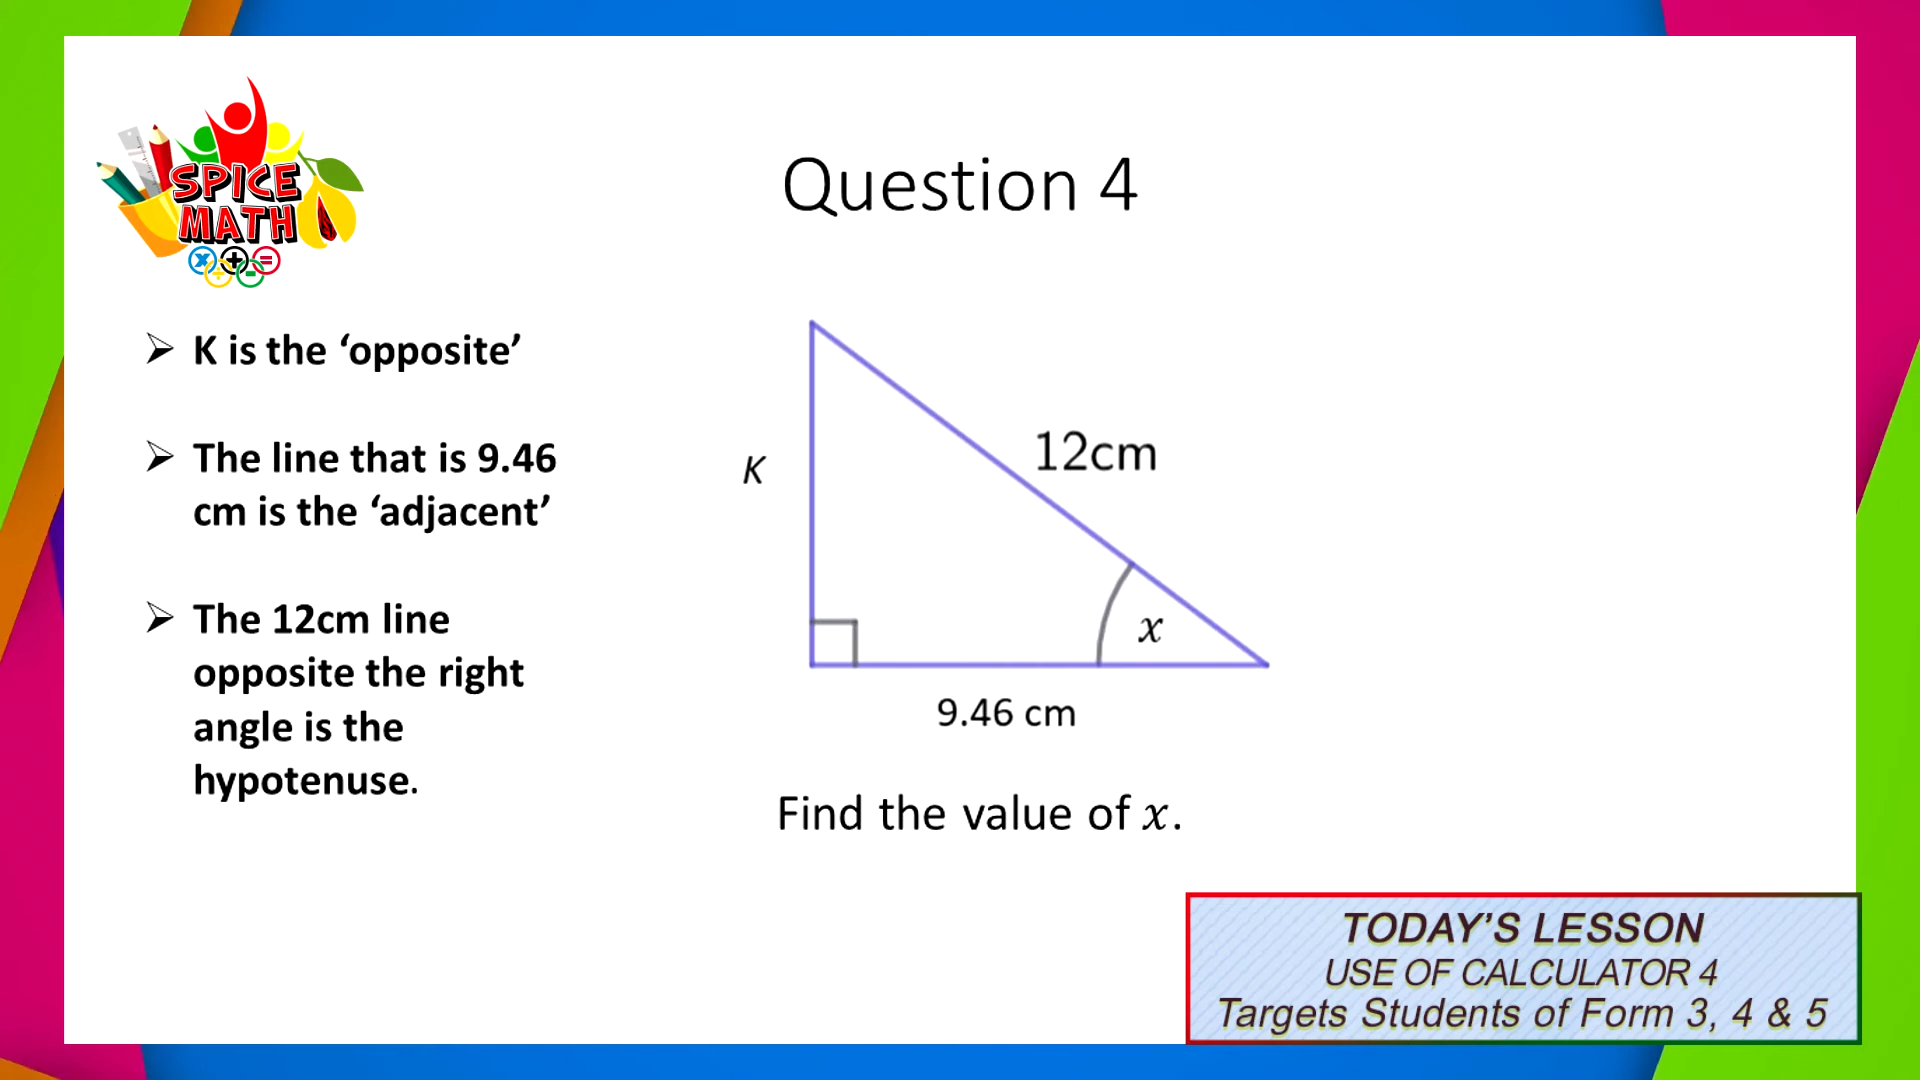 SPICE
MATH
Question 4
K is the ‘opposite’
The line that is 9.46
cm is the ‘adjacent’
The 12cm line
opposite the right
angle is the
hypotenuse.
K
12cm
x
9.46 cm
Find the value of x.
TODAY’S LESSON
USE OF CALCULATOR 4
Targets Students of Form 3, 4 & 5